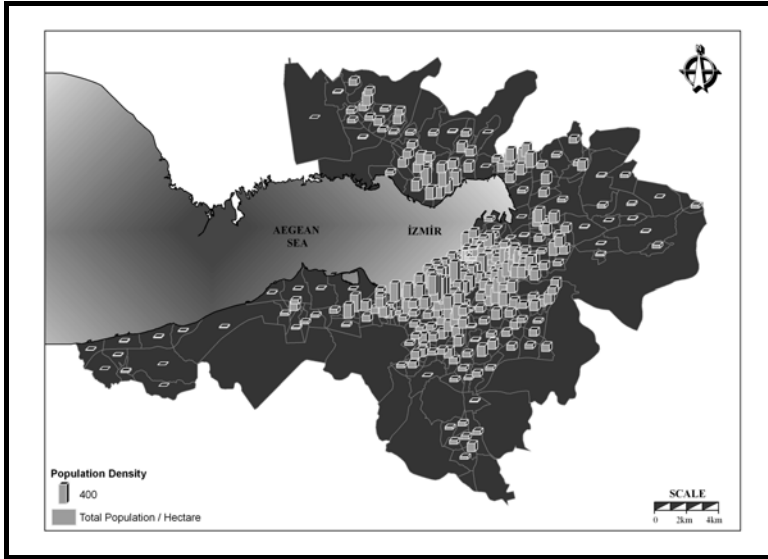 AEGEAN
SEA
İZMİR
Population Density
400
Total Population / Hectare
SCALE
0 2km 4km